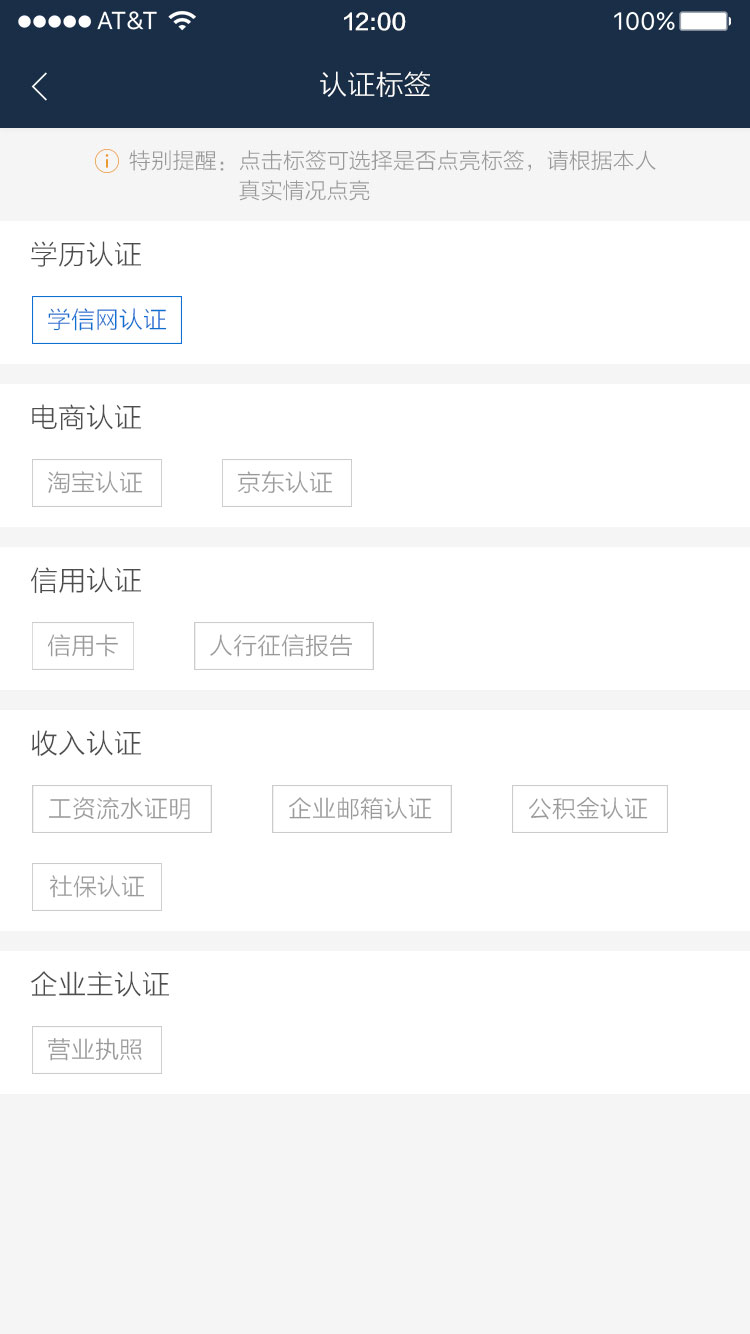 AT&T 12:00 100%
认证标签
特别提醒：点击标签可选择是否点亮标签，请根据本人
真实情况点亮
学历认证
学信网认证
电商认证
淘宝认证 京东认证
信用认证
信用卡 人行征信报告
收入认证
工资流水证明 企业邮箱认证 公积金认证
社保认证
企业主认证
营业执照